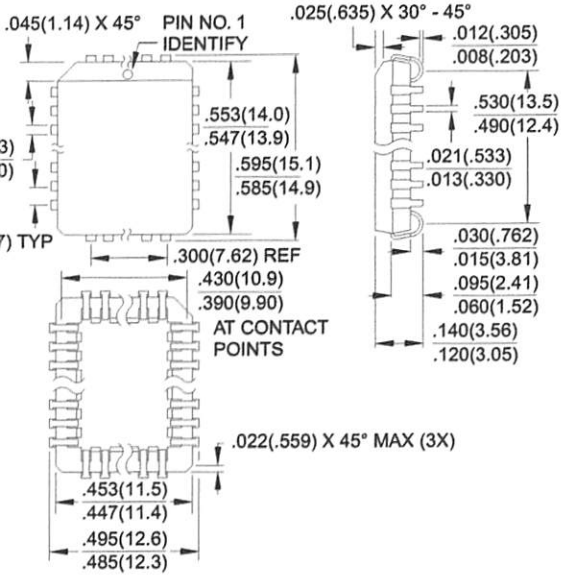 .045(1.14) X 45°
PIN NO. 1
IDENTIFY
.025(.635) X 30° - 45°
.012(.305)
.008(.203)
.553(14.0)
.547(13.9)
.530(13.5)
.490(12.4)
3)
0)
.595(15.1)
.585(14.9)
.021(.533)
.013(.330)
7) TYP
.300(7.62) REF
.030(.762)
.015(3.81)
.430(10.9)
.390(9.90)
AT CONTACT
POINTS
.095(2.41)
.060(1.52)
.140(3.56)
.120(3.05)
.022(.559) X 45° MAX (3X)
.453(11.5)
.447(11.4)
.495(12.6)
.485(12.3)